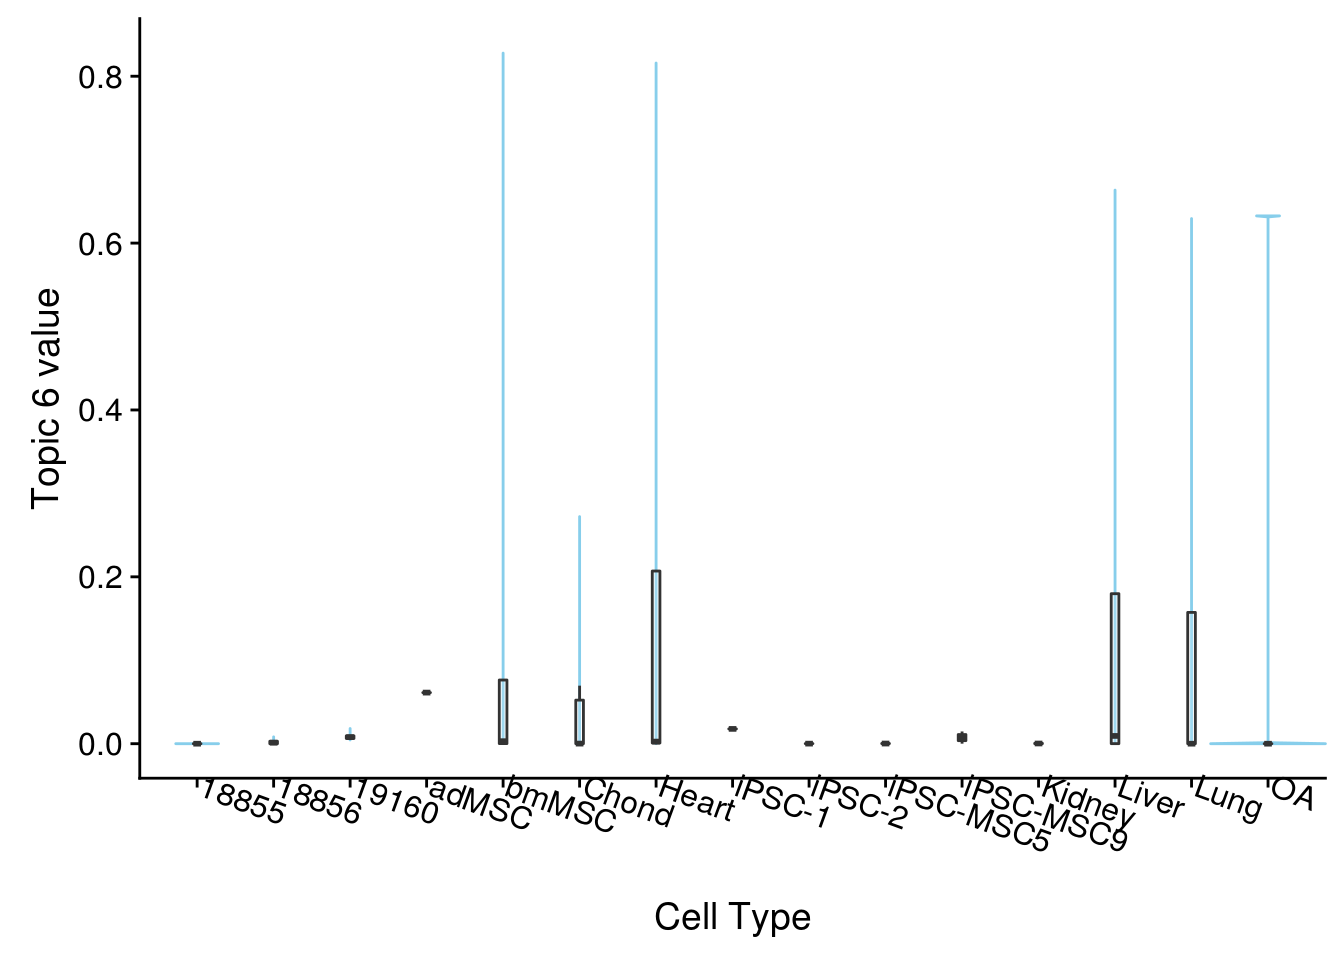 Topic 6 value
0.8
0.6
0.4
0.2
0.0
18855
18856
19160
adMSC
bmMSC
Chond
Heart
iPSC-1
iPSC-2
iPSC-MSC5
iPSC-MSC9
Kidney
Liver
Lung
OA
Cell Type